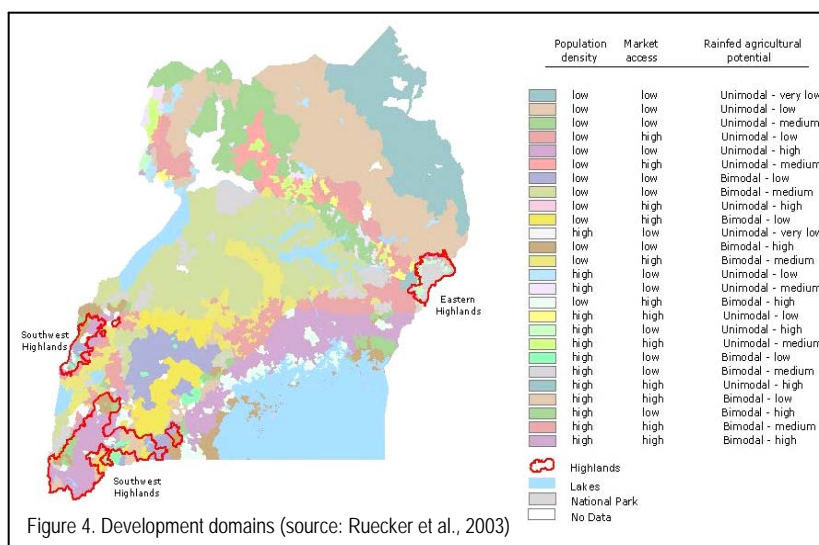 Population density Market access Rainfed agricultural potential
low low Unimodal - very low
low low Unimodal - low
low low Unimodal - medium
low high Unimodal - low
low low Unimodal - high
low high Unimodal - medium
low low Bimodal - low
low low Bimodal - medium
low high Unimodal - high
low high Bimodal - low
high low Unimodal - very low
low low Bimodal - high
low high Bimodal - medium
high low Unimodal - low
high low Unimodal - medium
low high Bimodal - high
high high Unimodal - low
high low Unimodal - high
high high Unimodal - medium
high low Bimodal - low
high low Bimodal - medium
high high Unimodal - high
high high Bimodal - low
high low Bimodal - high
high high Bimodal - medium
high high Bimodal - high
Highlands
Lakes
National Park
No Data
Eastern
Highlands
Southwest
Highlands
Southwest
Highlands
Figure 4. Development domains (source: Ruecker et al., 2003)